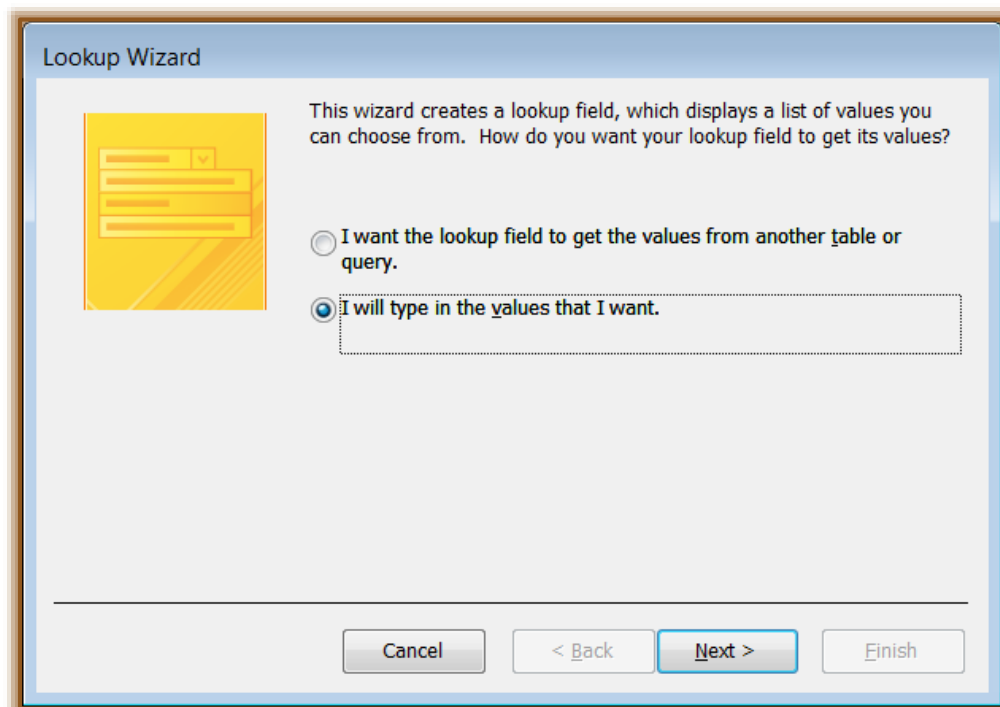 Lookup Wizard
This wizard creates a lookup field, which displays a list of values you
can choose from.  How do you want your lookup field to get its values?
I want the lookup field to get the values from another table or
query.
I will type in the values that I want.
Cancel
< Back
Next >
Finish